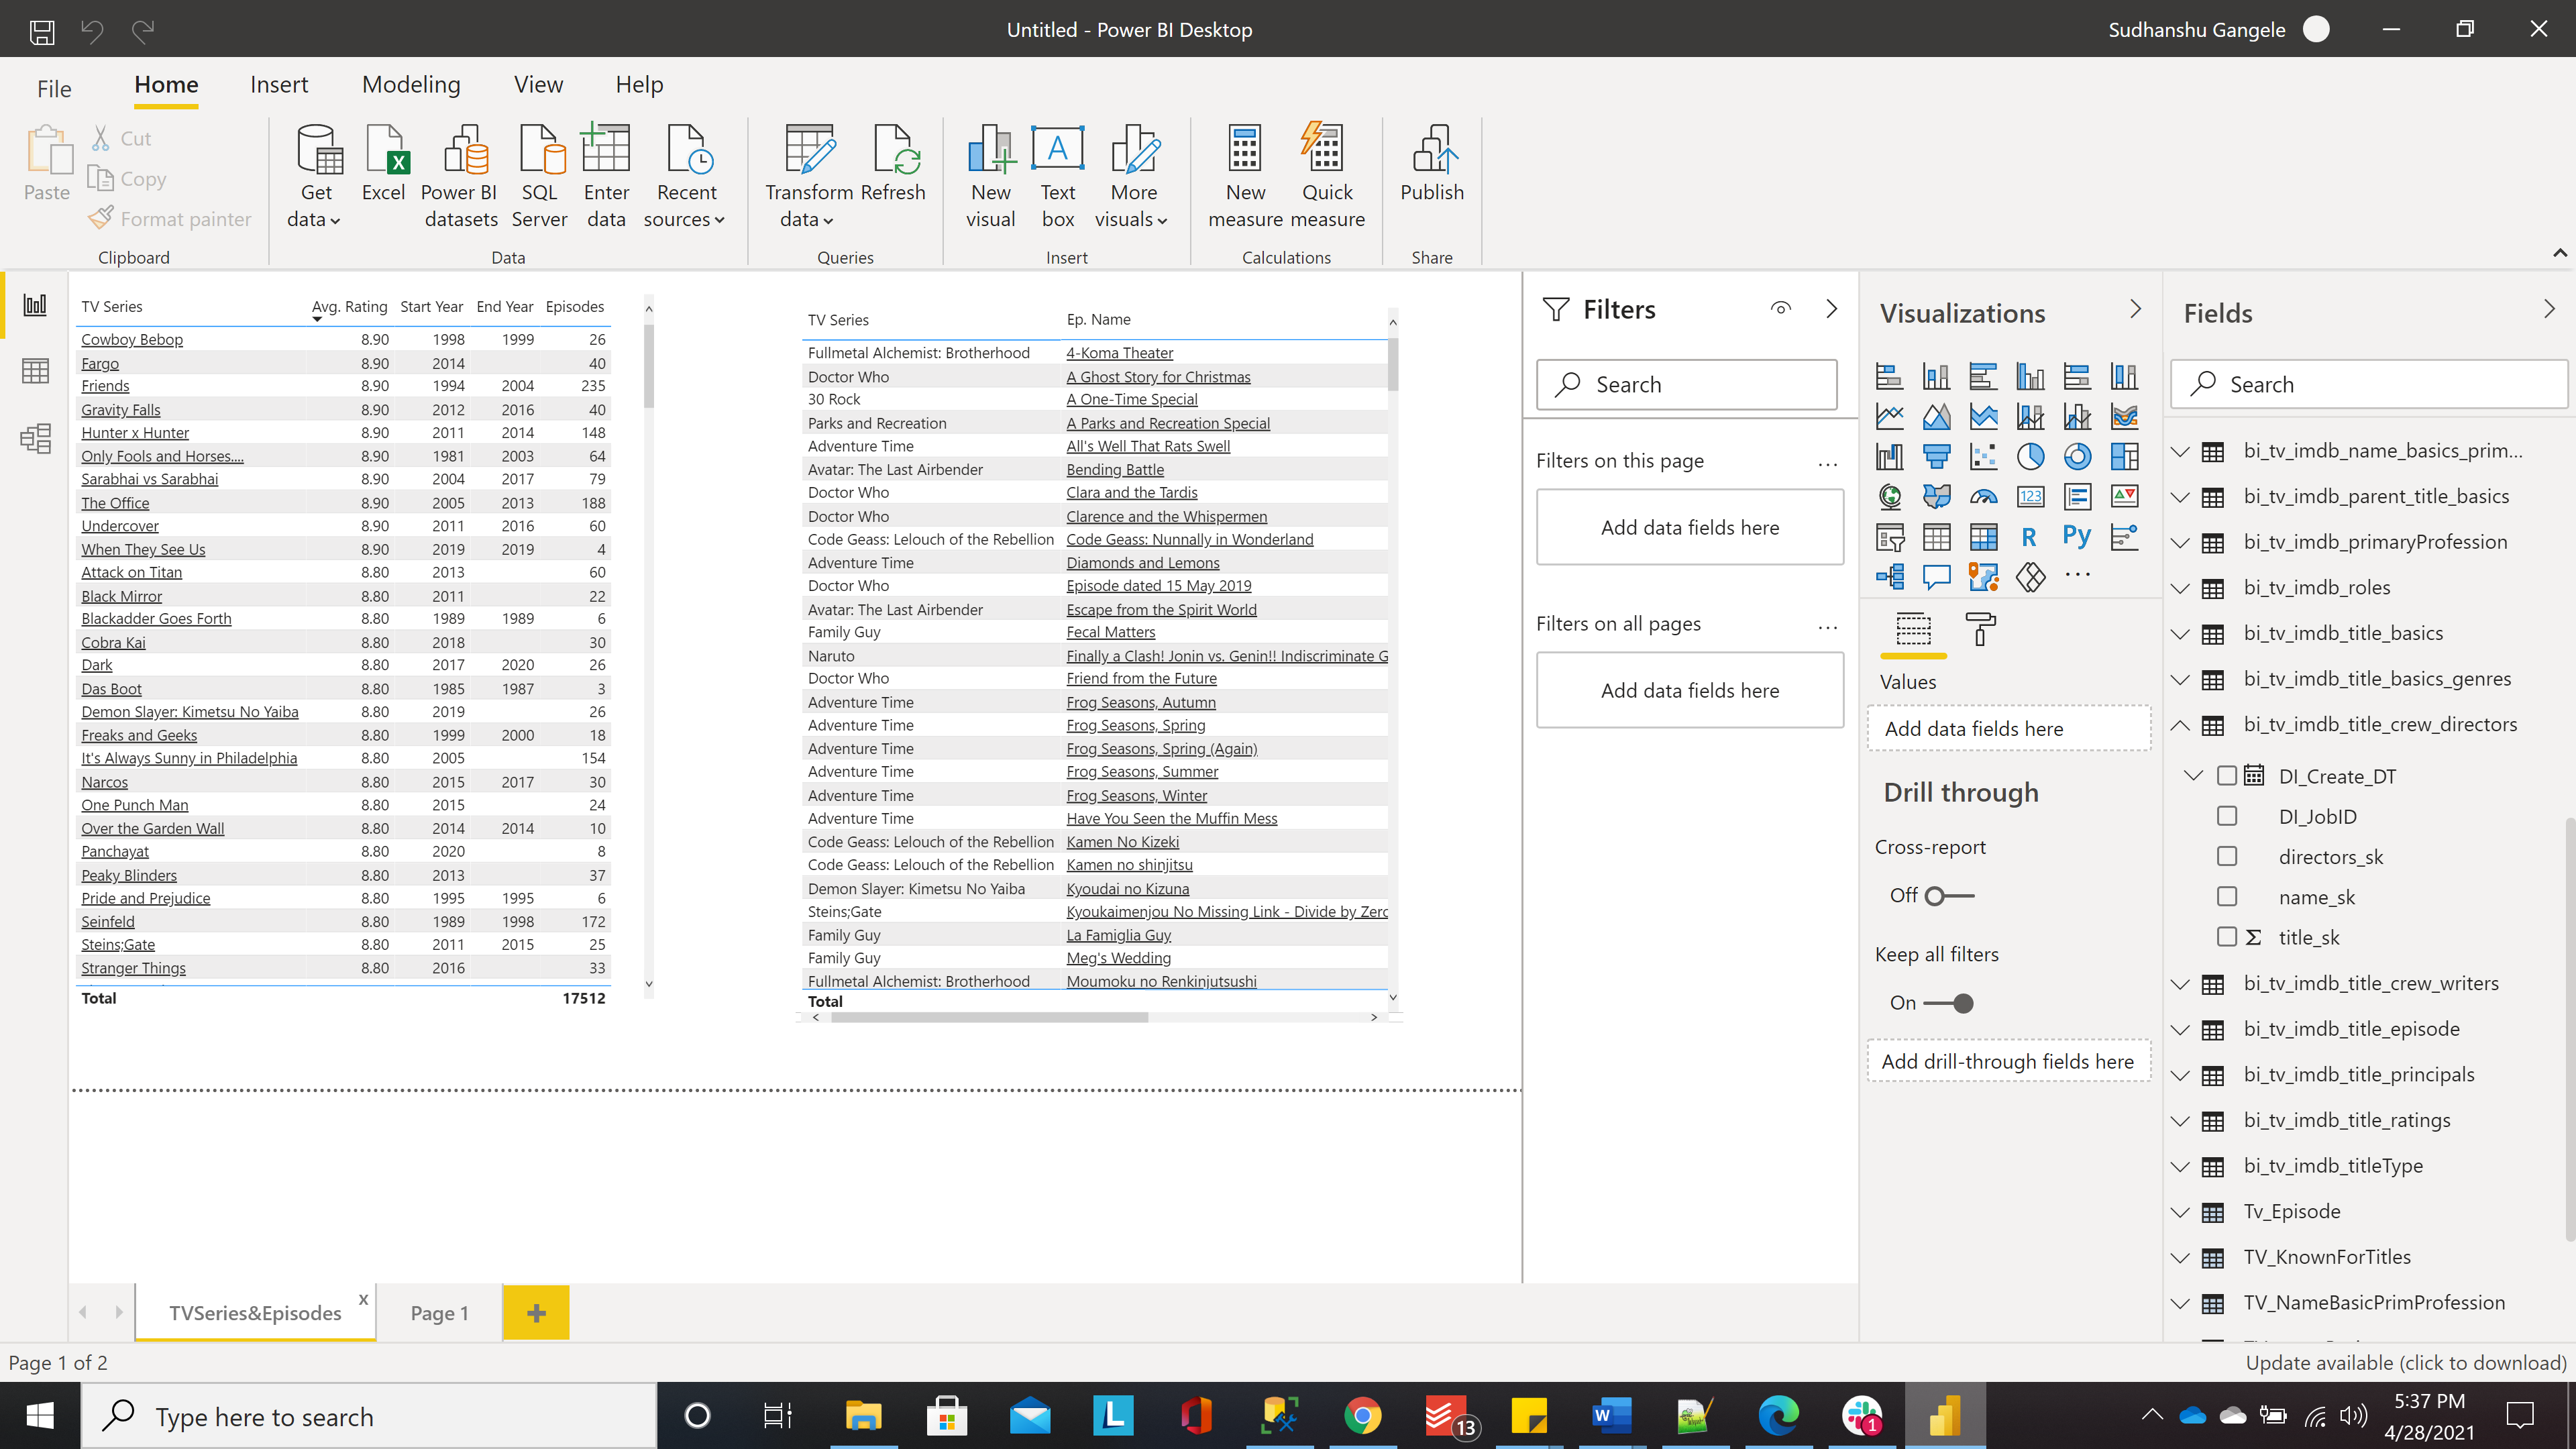 Untitled - Power BI Desktop
Sudhanshu Gangele
File Home Insert Modeling View Help
Paste
Cut
Copy
Format painter
Clipboard
Get data
Excel
Power BI datasets
SQL Server
Enter data
Recent sources
Data
Transform data
Refresh
Queries
New visual
Text box
More visuals
Insert
New measure
Quick measure
Calculations
Publish
Share
TV Series Avg. Rating Start Year End Year Episodes
Cowboy Bebop 8.90 1998 1999 26
Fargo 8.90 2014 40
Friends 8.90 1994 2004 235
Gravity Falls 8.90 2012 2016 40
Hunter x Hunter 8.90 2011 2014 148
Only Fools and Horses.... 8.90 1981 2003 64
Sarabhai vs Sarabhai 8.90 2004 2017 79
The Office 8.90 2005 2013 188
Undercover 8.90 2011 2016 60
When They See Us 8.90 2019 2019 4
Attack on Titan 8.80 2013 60
Black Mirror 8.80 2011 22
Blackadder Goes Forth 8.80 1989 1989 6
Cobra Kai 8.80 2018 30
Dark 8.80 2017 2020 26
Das Boot 8.80 1985 1987 3
Demon Slayer: Kimetsu No Yaiba 8.80 2019 26
Freaks and Geeks 8.80 1999 2000 18
It's Always Sunny in Philadelphia 8.80 2005 154
Narcos 8.80 2015 2017 30
One Punch Man 8.80 2015 24
Over the Garden Wall 8.80 2014 2014 10
Panchayat 8.80 2020 8
Peaky Blinders 8.80 2013 37
Pride and Prejudice 8.80 1995 1995 6
Seinfeld 8.80 1989 1998 172
Steins;Gate 8.80 2011 2015 25
Stranger Things 8.80 2016 33
Total 17512
TV Series Ep. Name
Fullmetal Alchemist: Brotherhood 4-Koma Theater
Doctor Who A Ghost Story for Christmas
30 Rock A One-Time Special
Parks and Recreation A Parks and Recreation Special
Adventure Time All's Well That Rats Swell
Avatar: The Last Airbender Bending Battle
Doctor Who Clara and the Tardis
Doctor Who Clarence and the Whispermen
Code Geass: Lelouch of the Rebellion Code Geass: Nunnally in Wonderland
Adventure Time Diamonds and Lemons
Doctor Who Episode dated 15 May 2019
Avatar: The Last Airbender Escape from the Spirit World
Family Guy Fecal Matters
Naruto Finally a Clash! Jonin vs. Genin!! Indiscriminate G
Doctor Who Friend from the Future
Adventure Time Frog Seasons, Autumn
Adventure Time Frog Seasons, Spring
Adventure Time Frog Seasons, Spring (Again)
Adventure Time Frog Seasons, Summer
Adventure Time Frog Seasons, Winter
Adventure Time Have You Seen the Muffin Mess
Code Geass: Lelouch of the Rebellion Kamen No Kizeki
Code Geass: Lelouch of the Rebellion Kamen no shinjitsu
Demon Slayer: Kimetsu No Yaiba Kyoudai no Kizuna
Steins;Gate Kyoukaimenjou No Missing Link - Divide by Zero
Family Guy La Famiglia Guy
Family Guy Meg's Wedding
Fullmetal Alchemist: Brotherhood Moumoku no Renkinjutsushi
Total
Filters
Search
Filters on this page ...
Add data fields here
Filters on all pages ...
Add data fields here
Visualizations
123
R Py
...
Values
Add data fields here
Drill through
Cross-report
Off
Keep all filters
On
Add drill-through fields here
Fields
Search
bi_tv_imdb_name_basics_prim...
bi_tv_imdb_parent_title_basics
bi_tv_imdb_primaryProfession
bi_tv_imdb_roles
bi_tv_imdb_title_basics
bi_tv_imdb_title_basics_genres
bi_tv_imdb_title_crew_directors
DI_Create_DT
DI_JobID
directors_sk
name_sk
Σ title_sk
bi_tv_imdb_title_crew_writers
bi_tv_imdb_title_episode
bi_tv_imdb_title_principals
bi_tv_imdb_title_ratings
bi_tv_imdb_titleType
Tv_Episode
TV_KnownForTitles
TV_NameBasicPrimProfession
TVSeries&Episodes x
Page 1
+
Page 1 of 2
Update available (click to download)
Type here to search
L
13
W
1
5:37 PM
4/28/2021